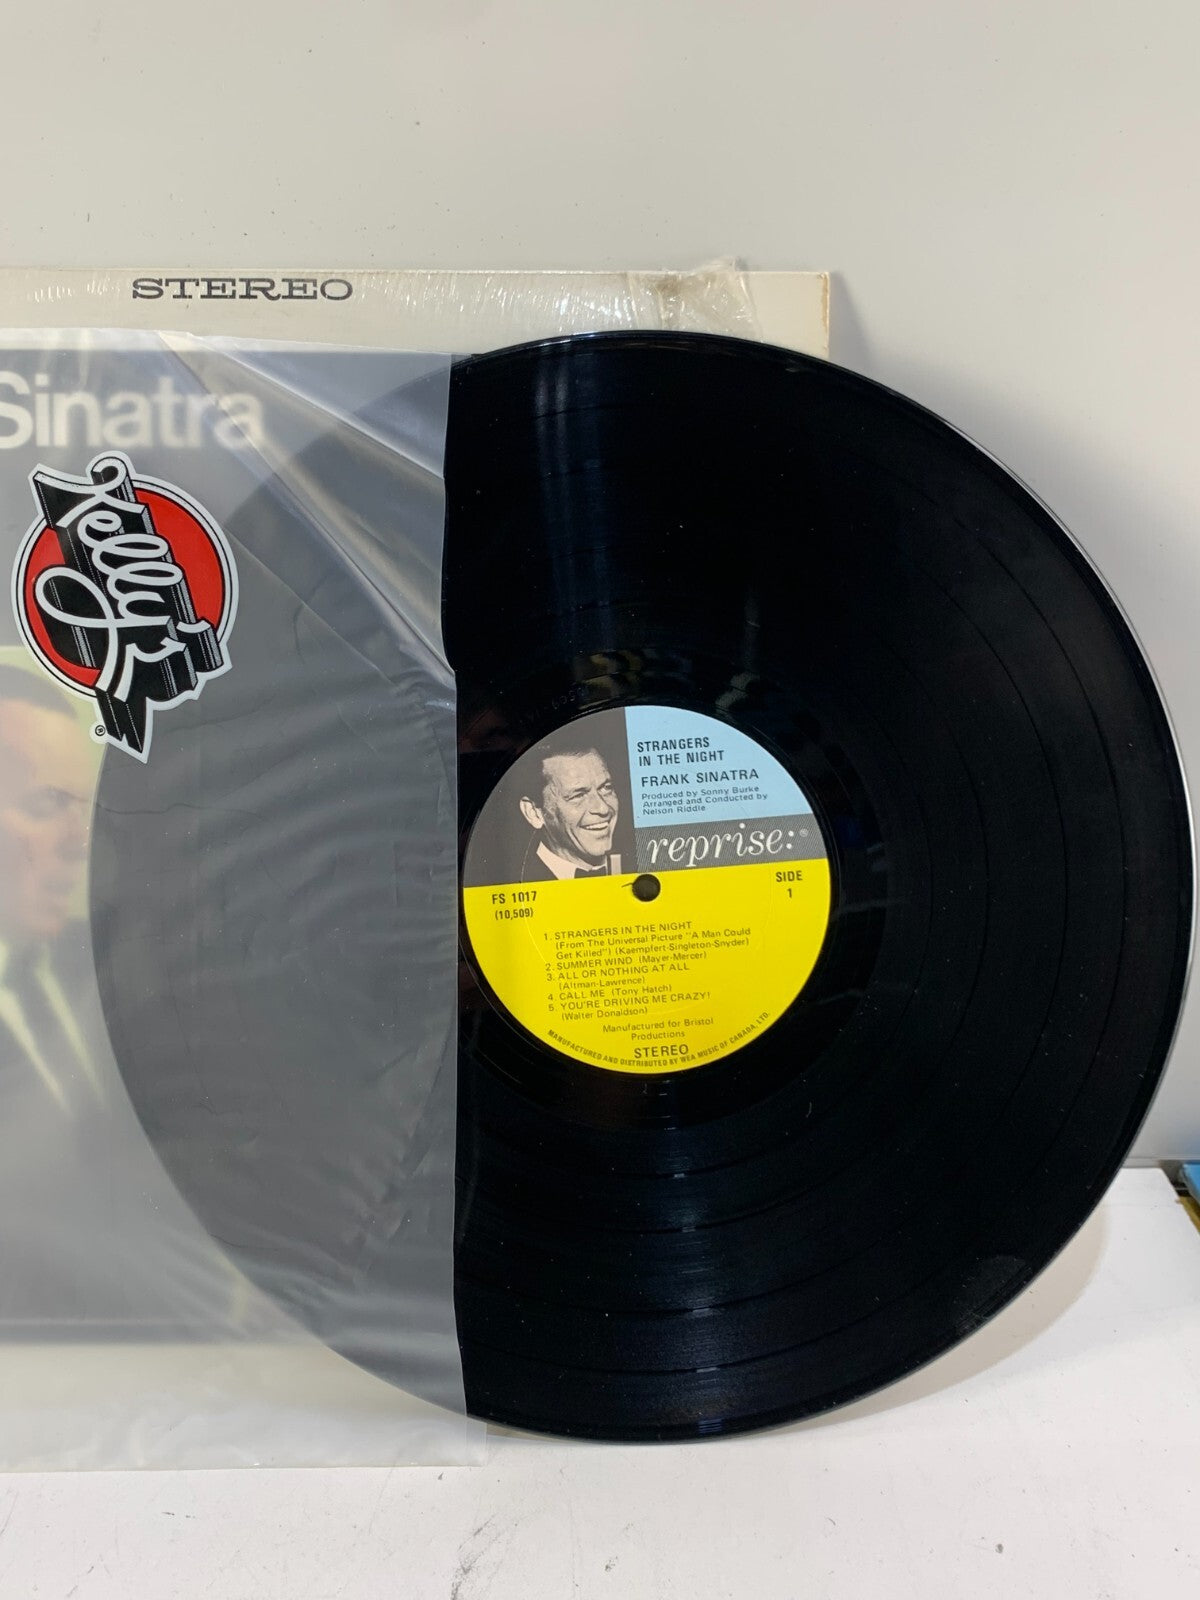 STEREO
Sinatra
Kelly's
®
STRANGERS
IN THE NIGHT
FRANK SINATRA
Produced by Sonny Burke
Arranged and Conducted by
Nelson Riddle
reprise:®
FS 1017
(10,509)
SIDE
1
1. STRANGERS IN THE NIGHT
(From The Universal Picture "A Man Could
Get Killed") (Kaempfert-Singleton-Snyder)
2. SUMMER WIND (Mayer-Mercer)
3. ALL OR NOTHING AT ALL
(Altman-Lawrence)
4. CALL ME (Tony Hatch)
5. YOU'RE DRIVING ME CRAZY!
(Walter Donaldson)
Manufactured for Bristol
Productions
STEREO
MANUFACTURED AND DISTRIBUTED BY WEA MUSIC OF CANADA, LTD.